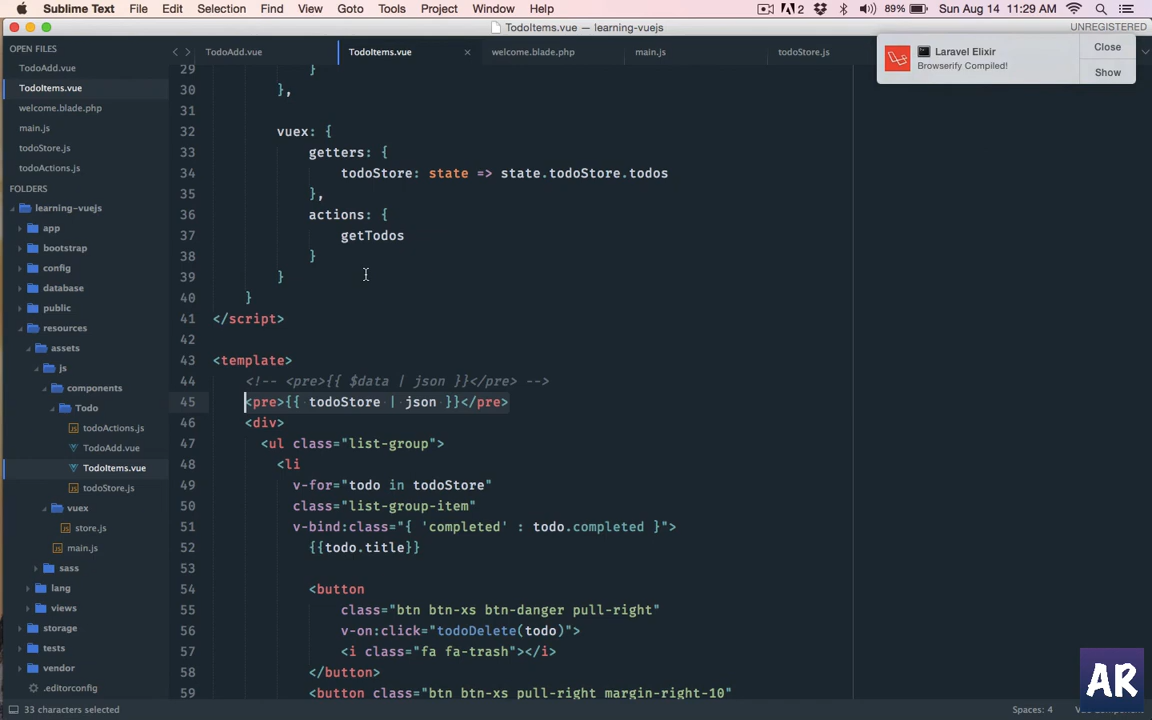 Sublime Text File Edit Selection Find View Goto Tools Project Window Help 2 89% Sun Aug 14 11:29 AM
TodoItems.vue — learning-vuejs
UNREGISTERED
OPEN FILES
TodoAdd.vue
TodoItems.vue
welcome.blade.php
main.js
todoStore.js
todoActions.js
FOLDERS
learning-vuejs
app
bootstrap
config
database
public
resources
assets
js
components
Todo
todoActions.js
TodoAdd.vue
TodoItems.vue
todoStore.js
vuex
store.js
main.js
sass
lang
views
storage
tests
vendor
.editorconfig
TodoAdd.vue TodoItems.vue × welcome.blade.php main.js todoStore.js
Laravel Elixir
Browserify Compiled!
Close
Show
29 }
30 },
31
32 vuex: {
33 getters: {
34 todoStore: state => state.todoStore.todos
35 },
36 actions: {
37 getTodos
38 }
39 }
40 }
41 </script>
42
43 <template>
44 <!-- <pre>{{ $data | json }}</pre> -->
45 <pre>{{ todoStore | json }}</pre>
46 <div>
47 <ul class="list-group">
48 <li
49 v-for="todo in todoStore"
50 class="list-group-item"
51 v-bind:class="{ 'completed' : todo.completed }">
52 {{todo.title}}
53
54 <button
55 class="btn btn-xs btn-danger pull-right"
56 v-on:click="todoDelete(todo)">
57 <i class="fa fa-trash"></i>
58 </button>
59 <button class="btn btn-xs pull-right margin-right-10"
33 characters selected
Spaces: 4
AR